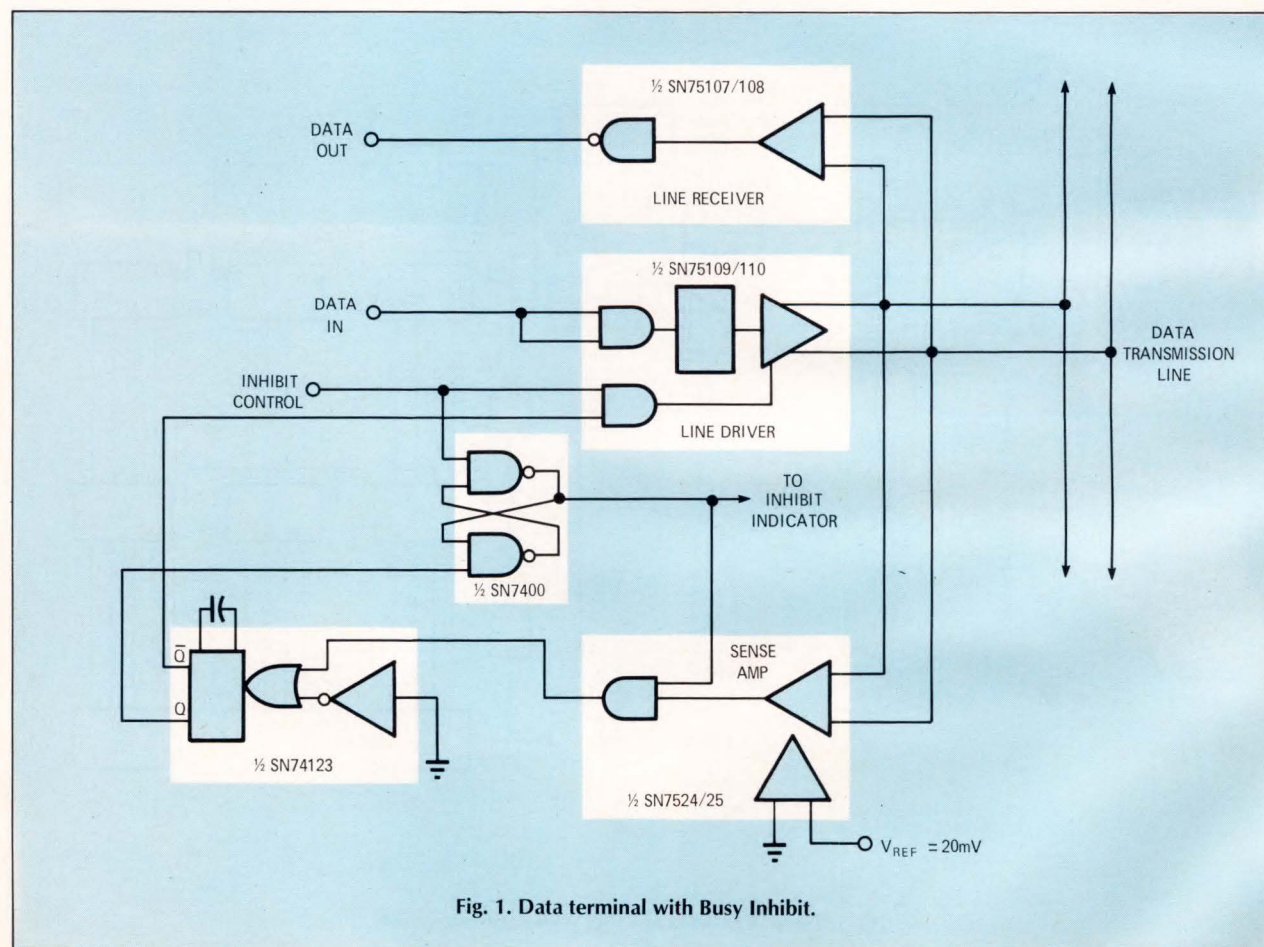 ½ SN75107/108
DATA
OUT
LINE RECEIVER
½ SN75109/110
DATA
IN
DATA
TRANSMISSION
LINE
INHIBIT
CONTROL
LINE DRIVER
TO
INHIBIT
INDICATOR
½ SN7400
SENSE
AMP
Q̅
Q
½ SN74123
½ SN7524/25
V_REF = 20mV
Fig. 1. Data terminal with Busy Inhibit.